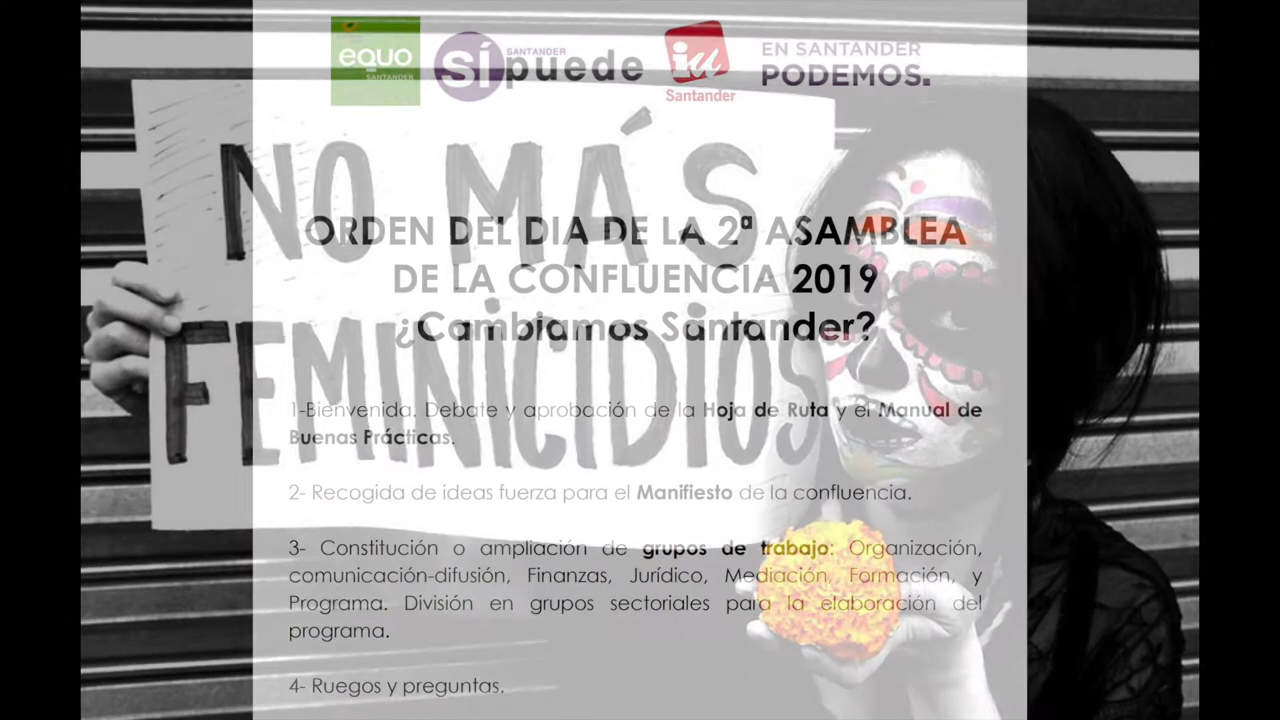 equo
SANTANDER
SÍ SANTANDER
puede
iu
Santander
EN SANTANDER
PODEMOS.
NO MÁS
FEMINICIDIOS
ORDEN DEL DIA DE LA 2ª ASAMBLEA
DE LA CONFLUENCIA 2019
¿Cambiamos Santander?
1-Bienvenida. Debate y aprobación de la Hoja de Ruta y el Manual de
Buenas Prácticas.
2- Recogida de ideas fuerza para el Manifiesto de la confluencia.
3- Constitución o ampliación de grupos de trabajo: Organización,
comunicación-difusión, Finanzas, Jurídico, Mediación, Formación, y
Programa. División en grupos sectoriales para la elaboración del
programa.
4- Ruegos y preguntas.